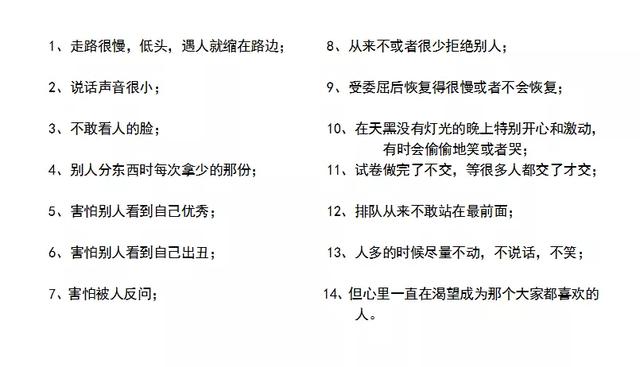 1、走路很慢，低头，遇人就缩在路边；
2、说话声音很小；
3、不敢看人的脸；
4、别人分东西时每次拿少的那份；
5、害怕别人看到自己优秀；
6、害怕别人看到自己出丑；
7、害怕被人反问；
8、从来不或者很少拒绝别人；
9、受委屈后恢复得很慢或者不会恢复；
10、在天黑没有灯光的晚上特别开心和激动，
有时会偷偷地笑或者哭；
11、试卷做完了不交，等很多人都交了才交；
12、排队从来不敢站在最前面；
13、人多的时候尽量不动，不说话，不笑；
14、但心里一直在渴望成为那个大家都喜欢的
人。